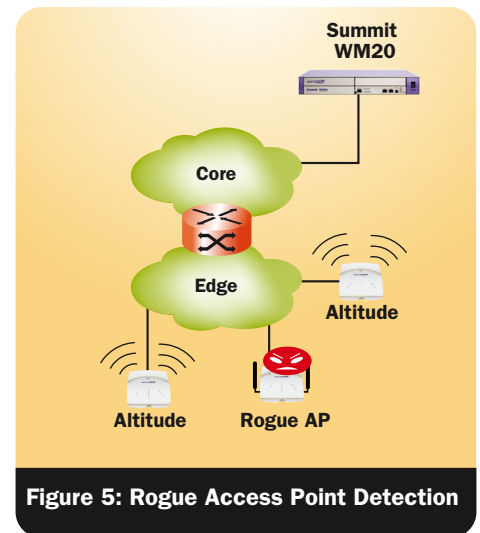 Summit
WM20
Core
Edge
Altitude
Altitude
Rogue AP
Figure 5: Rogue Access Point Detection